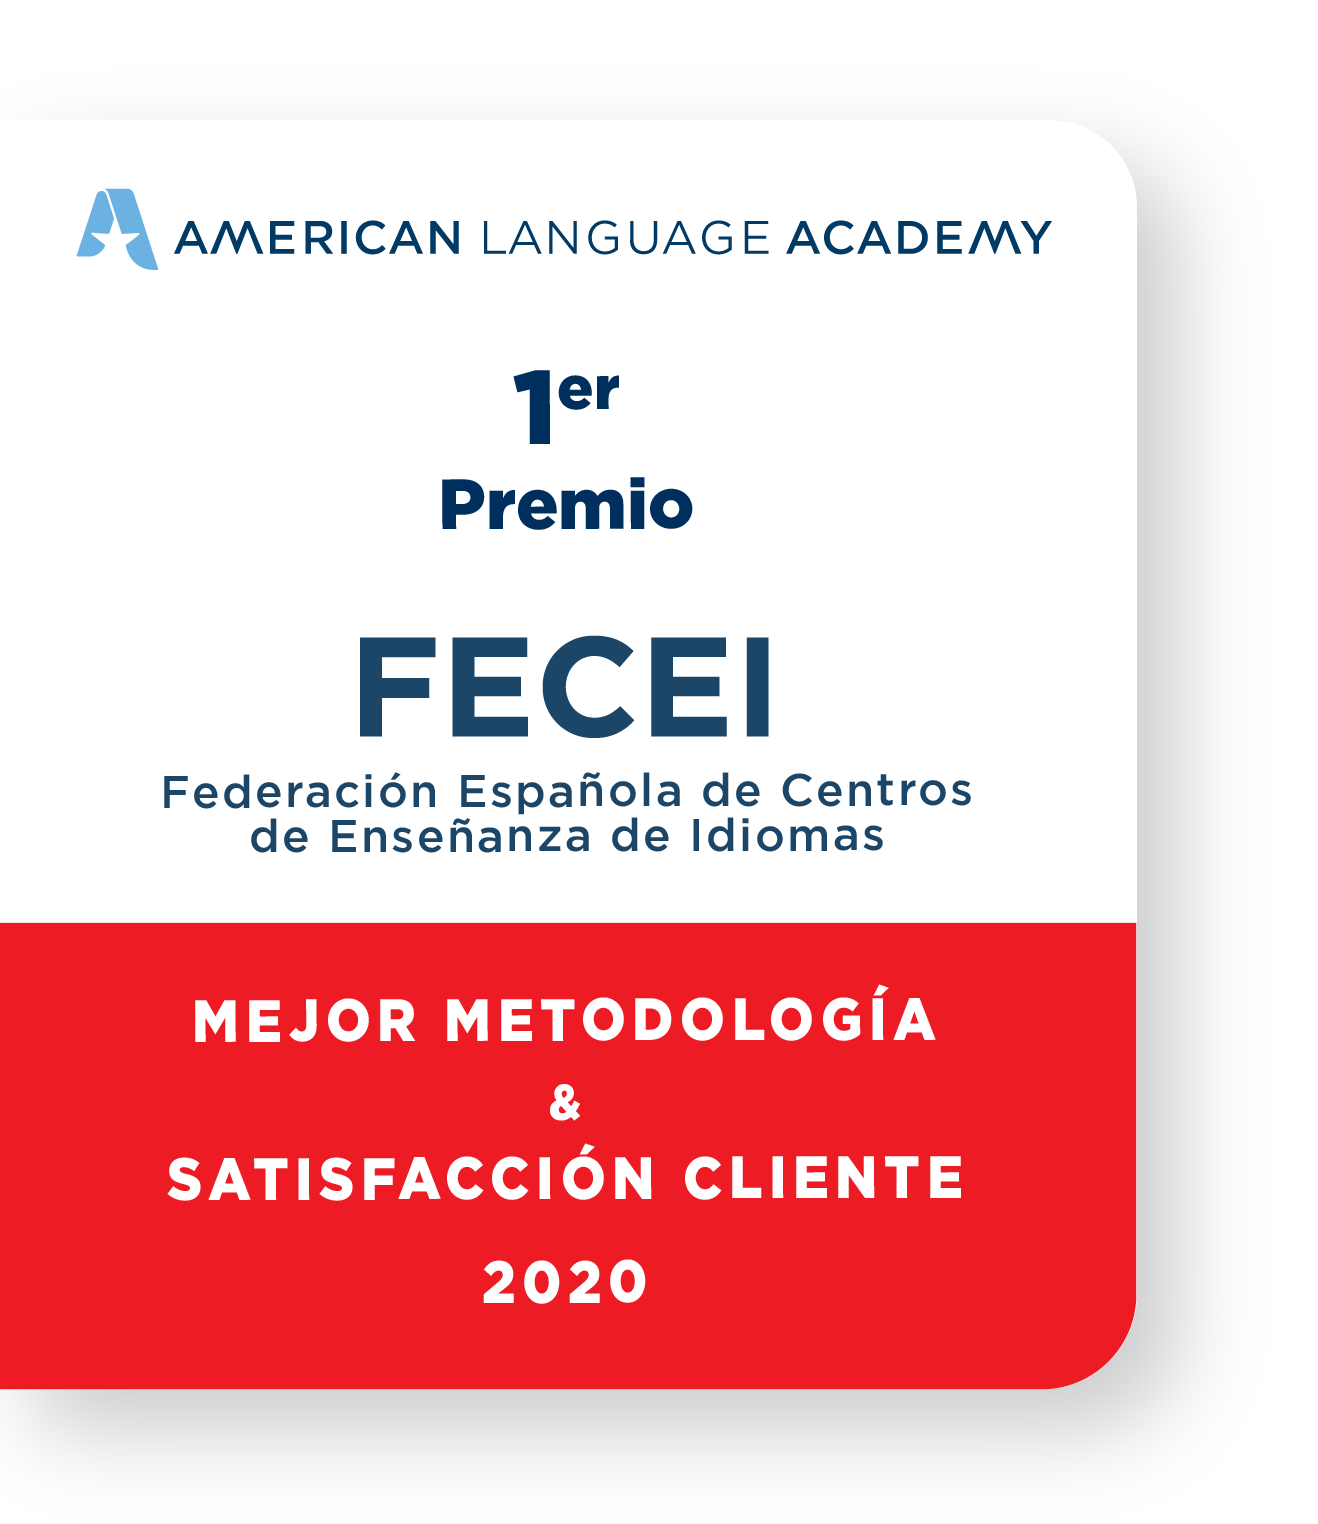 AMERICAN LANGUAGE ACADEMY
1er
Premio
FECEI
Federación Española de Centros
de Enseñanza de Idiomas
MEJOR METODOLOGÍA
&
SATISFACCIÓN CLIENTE
2020